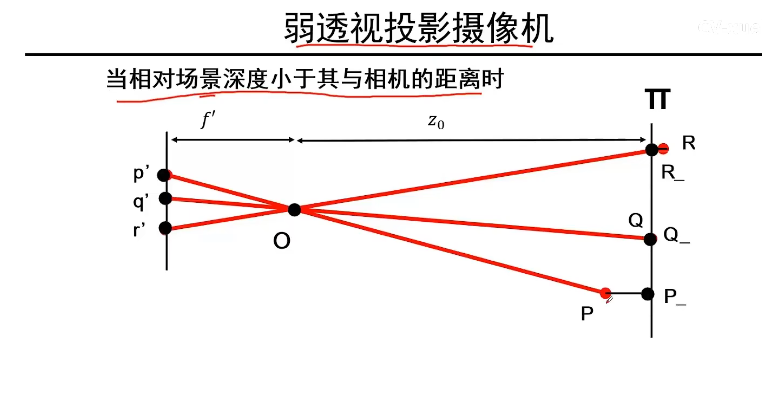 弱透视投影摄像机
当相对场景深度小于其与相机的距离时
π
f' z₀
R
p' R_
q' Q
r' O Q_
P_
P